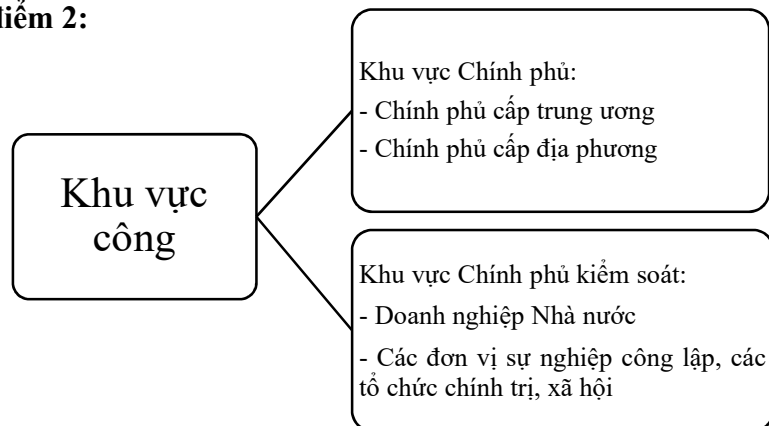 điểm 2:
Khu vực Chính phủ:
- Chính phủ cấp trung ương
- Chính phủ cấp địa phương
Khu vực
công
Khu vực Chính phủ kiểm soát:
- Doanh nghiệp Nhà nước
- Các đơn vị sự nghiệp công lập, các
tổ chức chính trị, xã hội